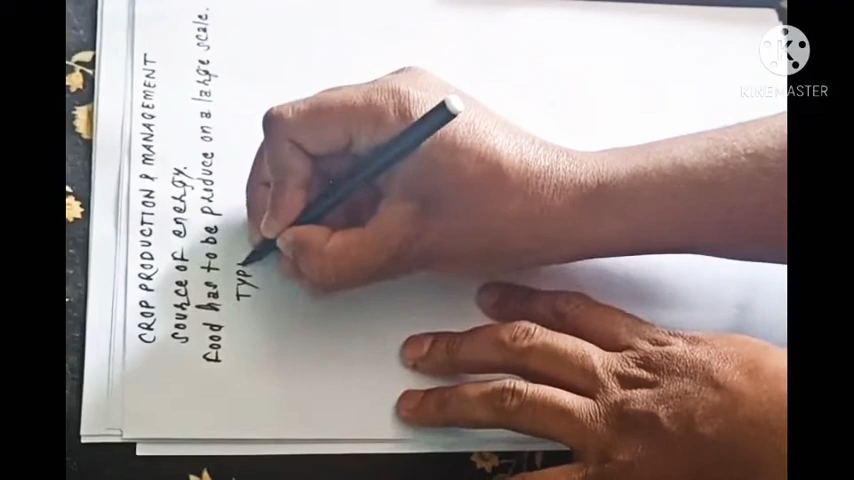 CROP PRODUCTION & MANAGEMENT
source of energy.
Food has to be produce on a large scale.
TYP
KINEMASTER